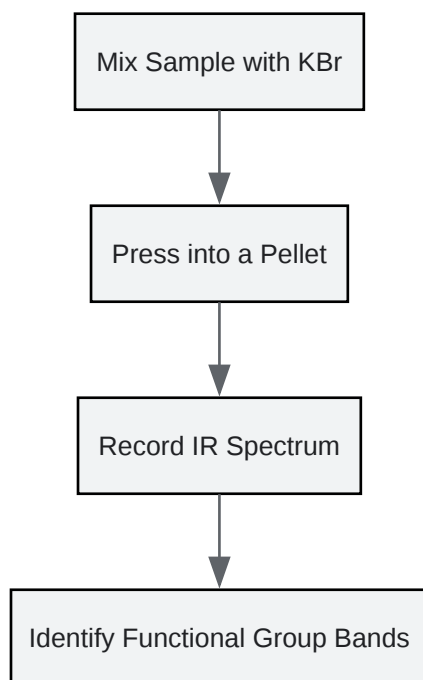 Mix Sample with KBr
Press into a Pellet
Record IR Spectrum
Identify Functional Group Bands